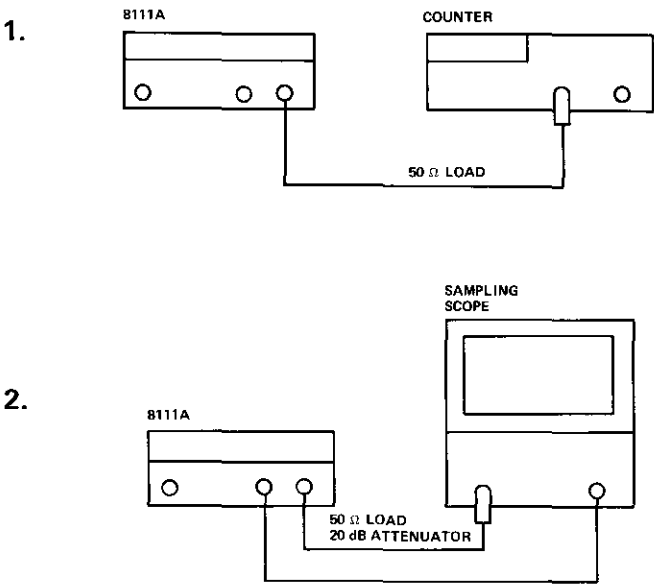 1.
8111A
COUNTER
50 Ω LOAD
SAMPLING
SCOPE
2.
8111A
50 Ω LOAD
20 dB ATTENUATOR